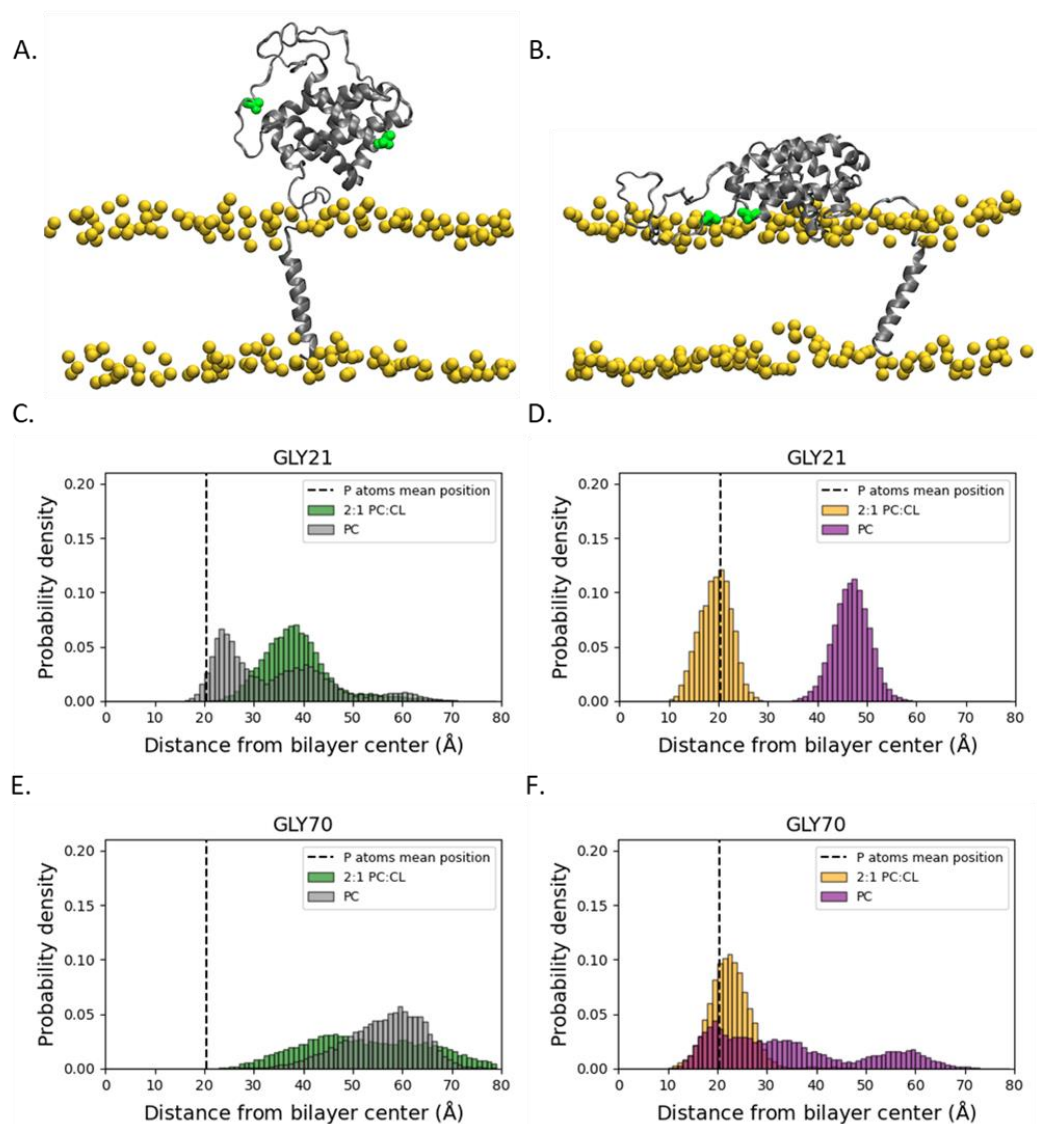 A.
B.
C.
D.
GLY21
0.20
0.15
0.10
0.05
0.00
Probability density
P atoms mean position
2:1 PC:CL
PC
0 10 20 30 40 50 60 70 80
Distance from bilayer center (Å)
GLY21
0.20
0.15
0.10
0.05
0.00
Probability density
P atoms mean position
2:1 PC:CL
PC
0 10 20 30 40 50 60 70 80
Distance from bilayer center (Å)
E.
F.
GLY70
0.20
0.15
0.10
0.05
0.00
Probability density
P atoms mean position
2:1 PC:CL
PC
0 10 20 30 40 50 60 70 80
Distance from bilayer center (Å)
GLY70
0.20
0.15
0.10
0.05
0.00
Probability density
P atoms mean position
2:1 PC:CL
PC
0 10 20 30 40 50 60 70 80
Distance from bilayer center (Å)